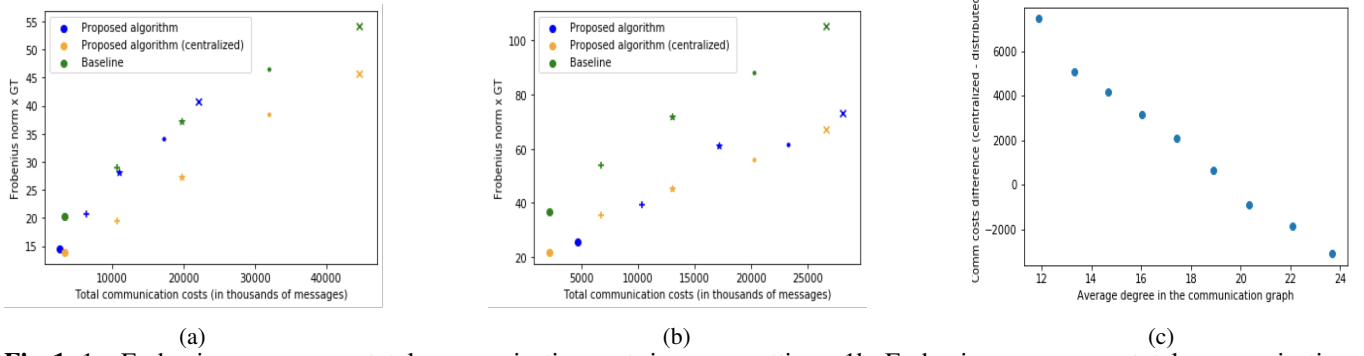 55
50
45
40
35
30
25
20
15
Frobenius norm x GT
Proposed algorithm
Proposed algorithm (centralized)
Baseline
10000 20000 30000 40000
Total communication costs (in thousands of messages)
(a)
100
80
60
40
20
Frobenius norm x GT
Proposed algorithm
Proposed algorithm (centralized)
Baseline
5000 10000 15000 20000 25000
Total communication costs (in thousands of messages)
(b)
6000
4000
2000
0
−2000
Comm costs difference (centralized - distributed
12 14 16 18 20 22 24
Average degree in the communication graph
(c)
Fig. 1